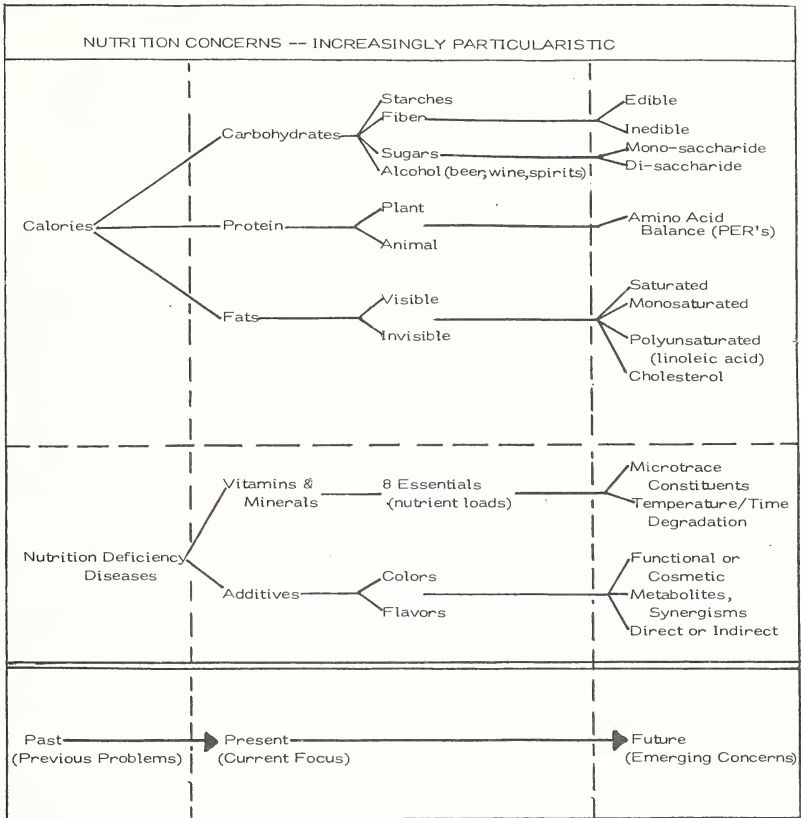 NUTRITION CONCERNS -- INCREASINGLY PARTICULARISTIC
Calories
Carbohydrates
Starches
Fiber
Sugars
Alcohol (beer, wine, spirits)
Edible
Inedible
Mono-saccharide
Di-saccharide
Protein
Plant
Animal
Amino Acid
Balance (PER's)
Fats
Visible
Invisible
Saturated
Monosaturated
Polyunsaturated
(linoleic acid)
Cholesterol
Nutrition Deficiency
Diseases
Vitamins &
Minerals
8 Essentials
(nutrient loads)
Microtrace
Constituents
Temperature/Time
Degradation
Additives
Colors
Flavors
Functional or
Cosmetic
Metabolites,
Synergisms
Direct or Indirect
Past
(Previous Problems)
Present
(Current Focus)
Future
(Emerging Concerns)